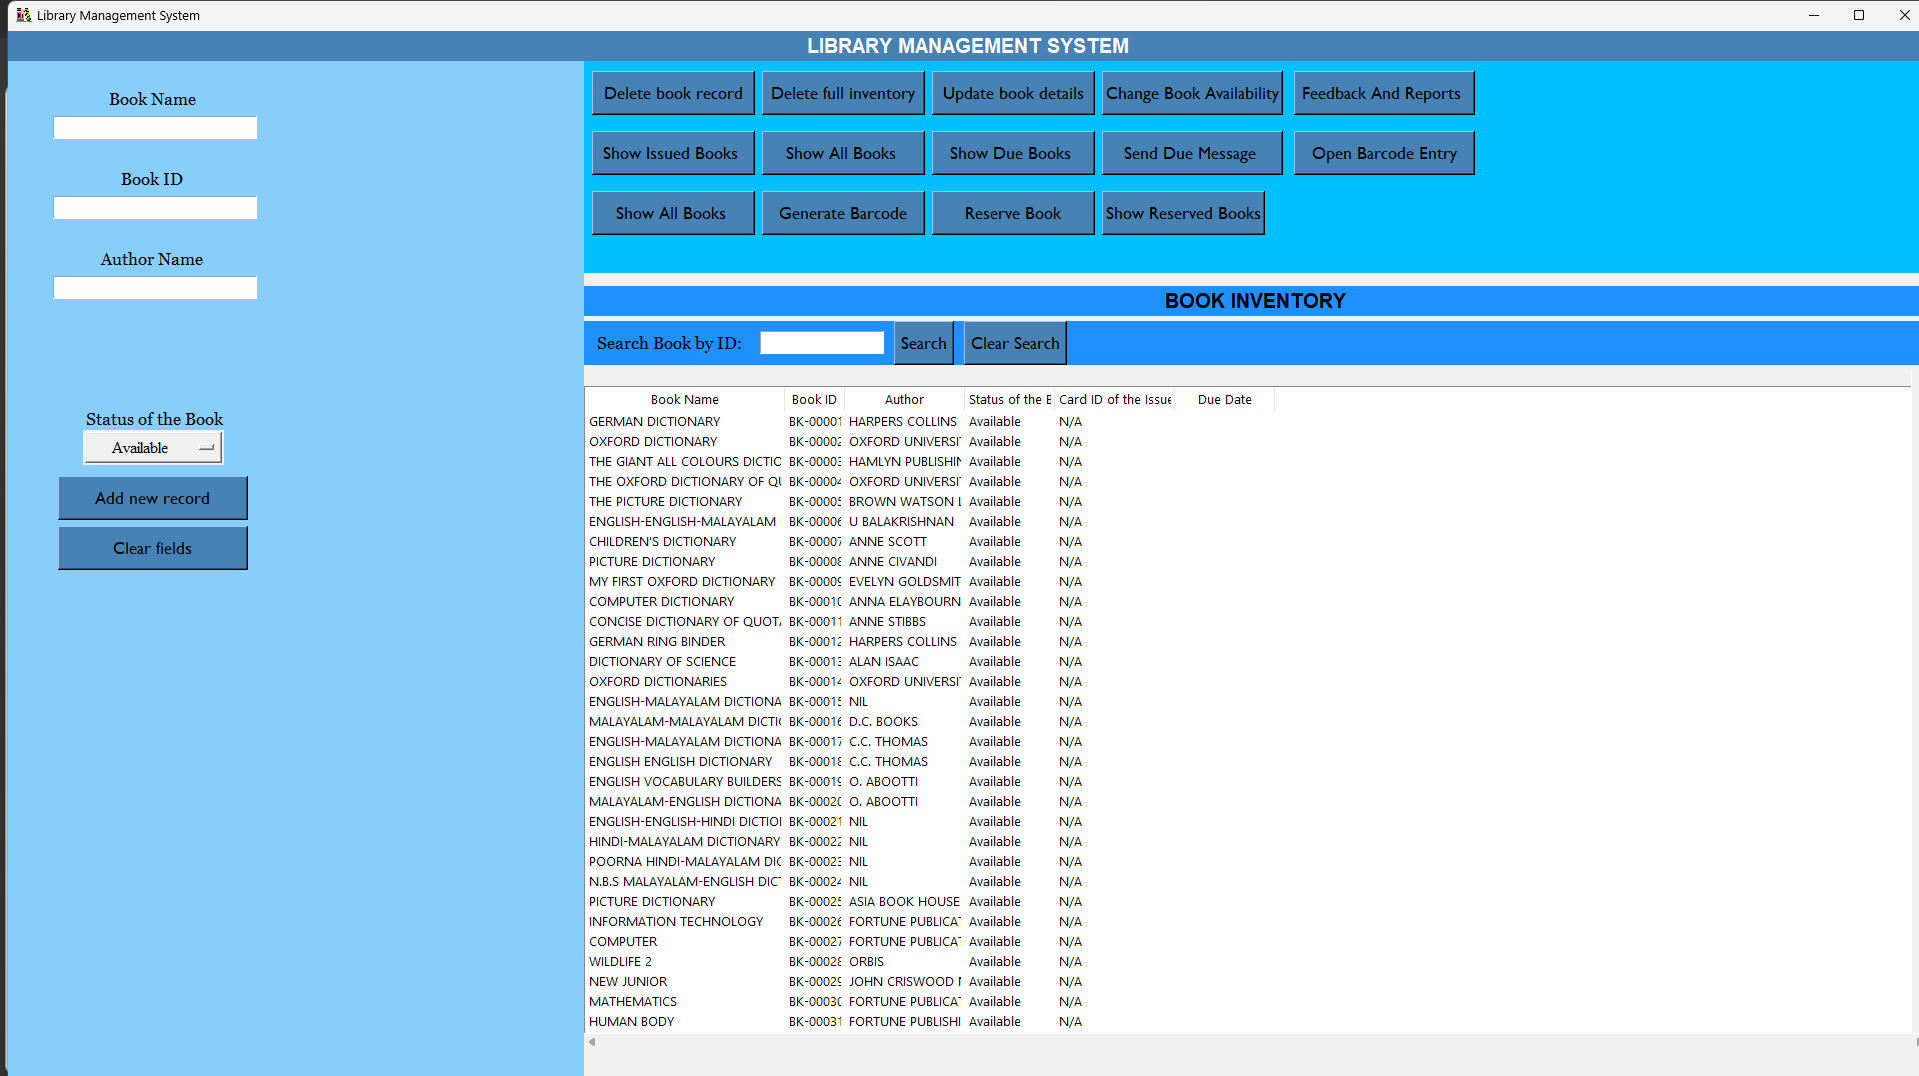 Library Management System
LIBRARY MANAGEMENT SYSTEM
Book Name
Book ID
Author Name
Status of the Book
Available
Add new record
Clear fields
Delete book record Delete full inventory Update book details Change Book Availability Feedback And Reports
Show Issued Books Show All Books Show Due Books Send Due Message Open Barcode Entry
Show All Books Generate Barcode Reserve Book Show Reserved Books
BOOK INVENTORY
Search Book by ID: Search Clear Search
Book Name Book ID Author Status of the B Card ID of the Issue Due Date
GERMAN DICTIONARY BK-00001 HARPERS COLLINS Available N/A
OXFORD DICTIONARY BK-00002 OXFORD UNIVERSI Available N/A
THE GIANT ALL COLOURS DICTIO BK-00003 HAMLYN PUBLISHIN Available N/A
THE OXFORD DICTIONARY OF QU BK-00004 OXFORD UNIVERSI Available N/A
THE PICTURE DICTIONARY BK-00005 BROWN WATSON L Available N/A
ENGLISH-ENGLISH-MALAYALAM BK-00006 U BALAKRISHNAN Available N/A
CHILDREN'S DICTIONARY BK-00007 ANNE SCOTT Available N/A
PICTURE DICTIONARY BK-00008 ANNE CIVANDI Available N/A
MY FIRST OXFORD DICTIONARY BK-00009 EVELYN GOLDSMIT Available N/A
COMPUTER DICTIONARY BK-00010 ANNA ELAYBOURN Available N/A
CONCISE DICTIONARY OF QUOTA BK-00011 ANNE STIBBS Available N/A
GERMAN RING BINDER BK-00012 HARPERS COLLINS Available N/A
DICTIONARY OF SCIENCE BK-00013 ALAN ISAAC Available N/A
OXFORD DICTIONARIES BK-00014 OXFORD UNIVERSI Available N/A
ENGLISH-MALAYALAM DICTIONA BK-00015 NIL Available N/A
MALAYALAM-MALAYALAM DICTIO BK-00016 D.C. BOOKS Available N/A
ENGLISH-MALAYALAM DICTIONA BK-00017 C.C. THOMAS Available N/A
ENGLISH ENGLISH DICTIONARY BK-00018 C.C. THOMAS Available N/A
ENGLISH VOCABULARY BUILDERS BK-00019 O. ABOOTTI Available N/A
MALAYALAM-ENGLISH DICTIONA BK-00020 O. ABOOTTI Available N/A
ENGLISH-ENGLISH-HINDI DICTIO BK-00021 NIL Available N/A
HINDI-MALAYALAM DICTIONARY BK-00022 NIL Available N/A
POORNA HINDI-MALAYALAM DIC BK-00023 NIL Available N/A
N.B.S MALAYALAM-ENGLISH DICT BK-00024 NIL Available N/A
PICTURE DICTIONARY BK-00025 ASIA BOOK HOUSE Available N/A
INFORMATION TECHNOLOGY BK-00026 FORTUNE PUBLICAT Available N/A
COMPUTER BK-00027 FORTUNE PUBLICAT Available N/A
WILDLIFE 2 BK-00028 ORBIS Available N/A
NEW JUNIOR BK-00029 JOHN CRISWOOD Available N/A
MATHEMATICS BK-00030 FORTUNE PUBLICAT Available N/A
HUMAN BODY BK-00031 FORTUNE PUBLISHI Available N/A